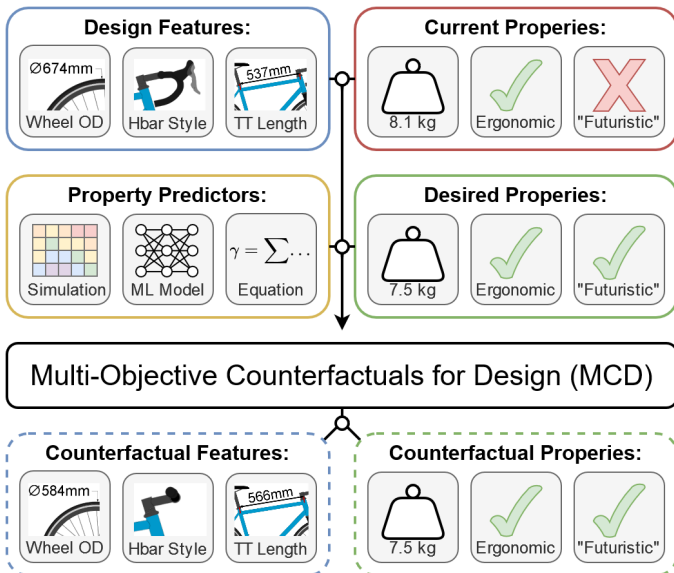 Design Features:
Ø674mm
Wheel OD
Hbar Style
537mm
TT Length
Current Properies:
8.1 kg
Ergonomic
"Futuristic"
Property Predictors:
Simulation
ML Model
γ = ∑...
Equation
Desired Properies:
7.5 kg
Ergonomic
"Futuristic"
Multi-Objective Counterfactuals for Design (MCD)
Counterfactual Features:
Ø584mm
Wheel OD
Hbar Style
566mm
TT Length
Counterfactual Properies:
7.5 kg
Ergonomic
"Futuristic"